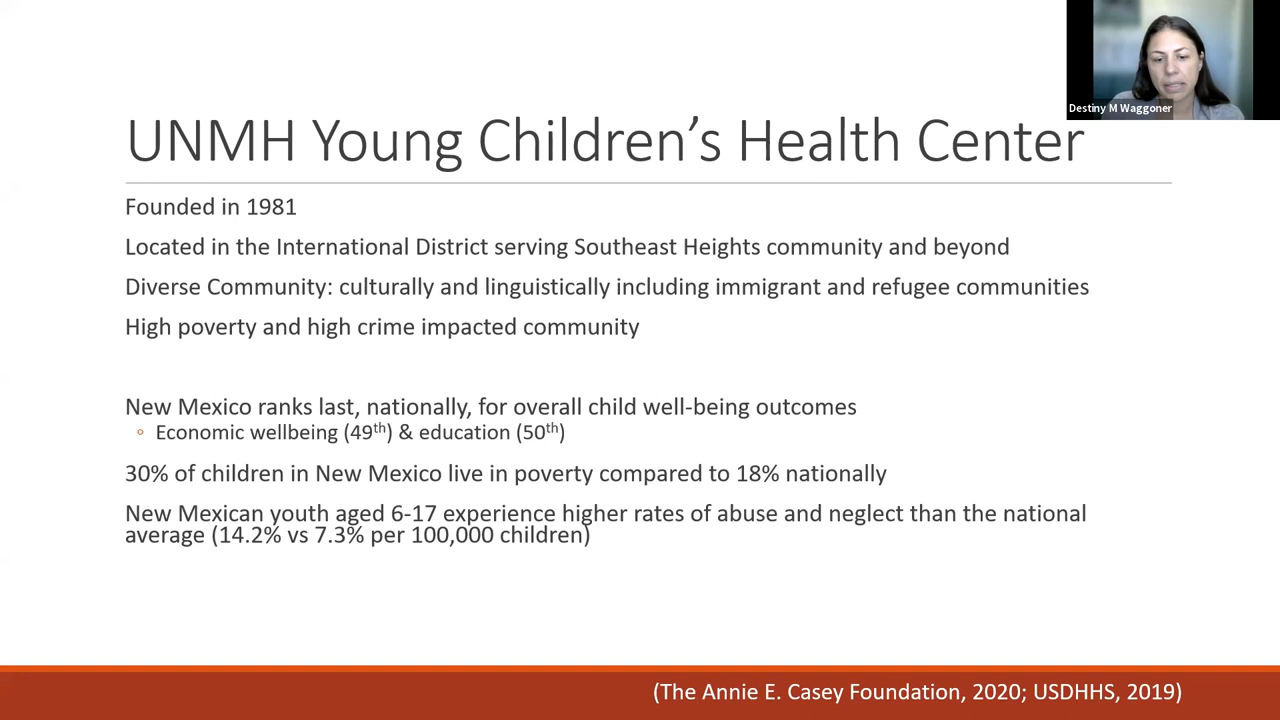 Destiny M Waggoner
UNMH Young Children’s Health Center
Founded in 1981
Located in the International District serving Southeast Heights community and beyond
Diverse Community: culturally and linguistically including immigrant and refugee communities
High poverty and high crime impacted community
New Mexico ranks last, nationally, for overall child well-being outcomes
◦ Economic wellbeing (49th) & education (50th)
30% of children in New Mexico live in poverty compared to 18% nationally
New Mexican youth aged 6-17 experience higher rates of abuse and neglect than the national
average (14.2% vs 7.3% per 100,000 children)
(The Annie E. Casey Foundation, 2020; USDHHS, 2019)